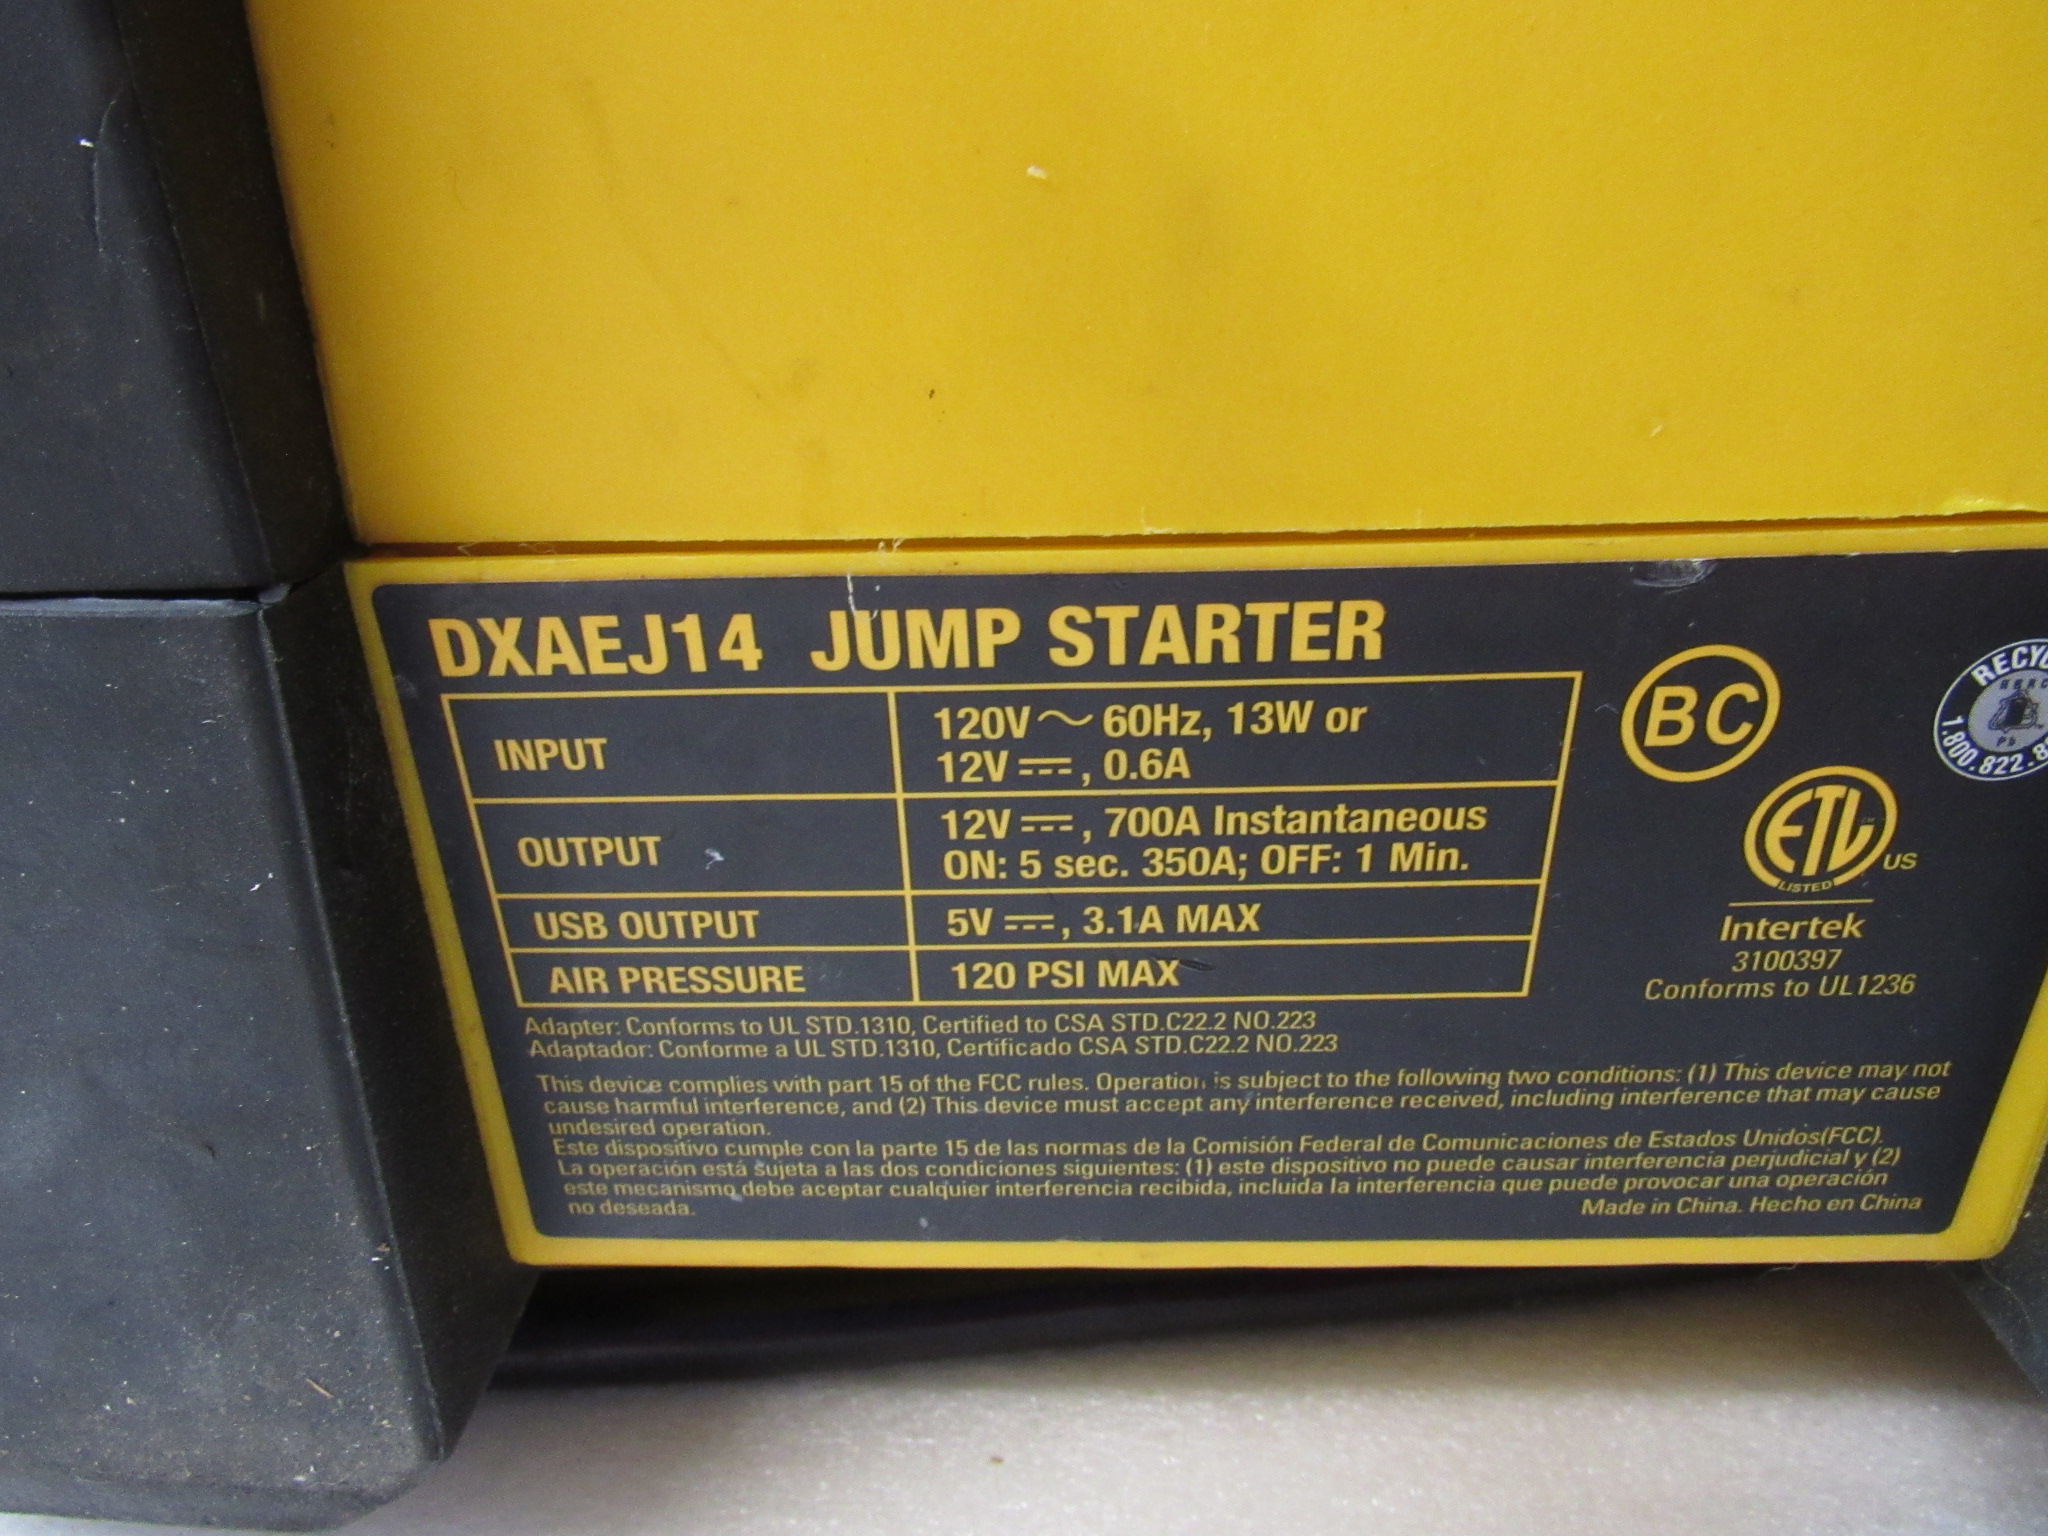 DXAEJ14 JUMP STARTER
INPUT
120V ~ 60Hz, 13W or
12V ⎓, 0.6A
OUTPUT
12V ⎓, 700A Instantaneous
ON: 5 sec. 350A; OFF: 1 Min.
USB OUTPUT
5V ⎓, 3.1A MAX
AIR PRESSURE
120 PSI MAX
BC
RBRC
Pb
1.800.822.8
ETL
LISTED
US
Intertek
3100397
Conforms to UL1236
Adapter: Conforms to UL STD.1310, Certified to CSA STD.C22.2 NO.223
Adaptador: Conforme a UL STD.1310, Certificado CSA STD.C22.2 NO.223
This device complies with part 15 of the FCC rules. Operation is subject to the following two conditions: (1) This device may not
cause harmful interference, and (2) This device must accept any interference received, including interference that may cause
undesired operation.
Este dispositivo cumple con la parte 15 de las normas de la Comisión Federal de Comunicaciones de Estados Unidos(FCC).
La operación está sujeta a las dos condiciones siguientes: (1) este dispositivo no puede causar interferencia perjudicial y (2)
este mecanismo debe aceptar cualquier interferencia recibida, incluida la interferencia que puede provocar una operación
no deseada.
Made in China. Hecho en China